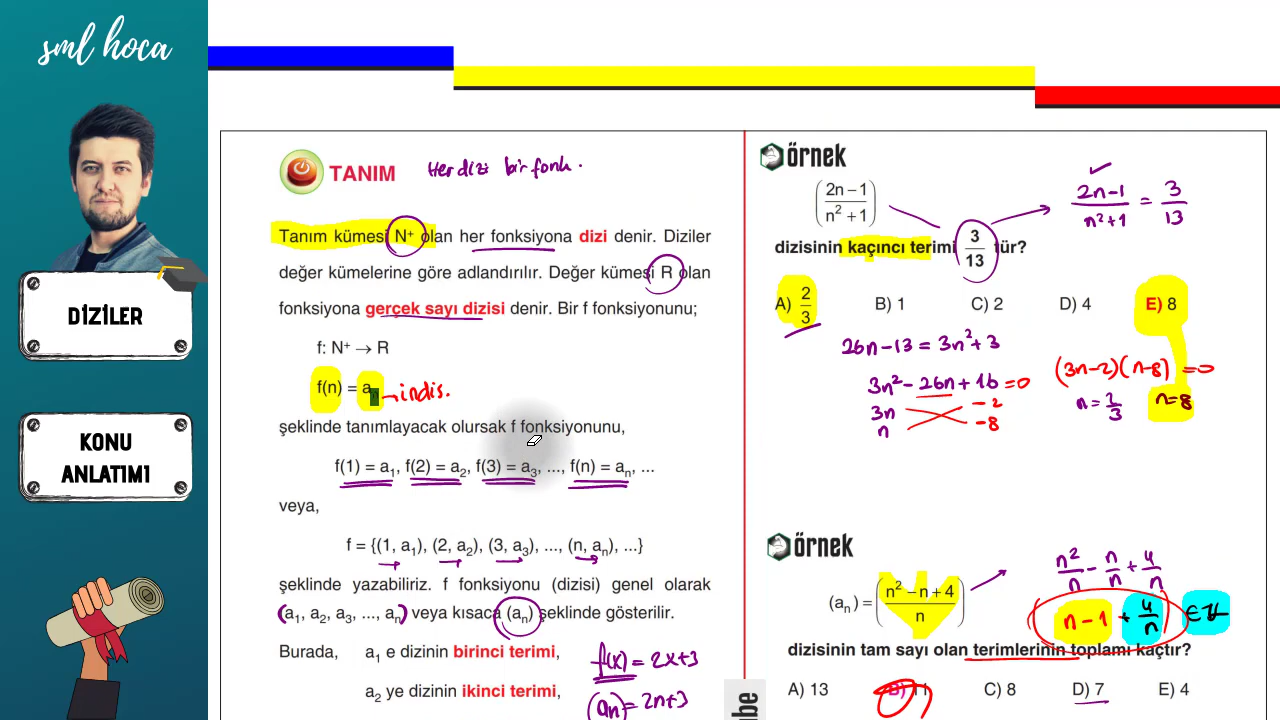 sml hoca
DİZİLER
KONU
ANLATIMI
TANIM
Her dizi bir fonk.
Tanım kümesi N⁺ olan her fonksiyona dizi denir. Diziler
değer kümelerine göre adlandırılır. Değer kümesi R olan
fonksiyona gerçek sayı dizisi denir. Bir f fonksiyonunu;
f: N⁺ → R
f(n) = aₙ
indis.
şeklinde tanımlayacak olursak f fonksiyonunu,
f(1) = a₁, f(2) = a₂, f(3) = a₃, ..., f(n) = aₙ, ...
veya,
f = {(1, a₁), (2, a₂), (3, a₃), ..., (n, aₙ), ...}
şeklinde yazabiliriz. f fonksiyonu (dizisi) genel olarak
(a₁, a₂, a₃, ..., aₙ) veya kısaca (aₙ) şeklinde gösterilir.
Burada, a₁ e dizinin birinci terimi,
a₂ ye dizinin ikinci terimi,
f(x) = 2x+3
(aₙ) = 2n+3
örnek
((2n−1)/(n²+1))
(2n-1)/(n²+1) = 3/13
dizisinin kaçıncı terimi 3/13 tür?
A) 2/3 B) 1 C) 2 D) 4 E) 8
26n-13 = 3n²+3
3n²-26n+16=0
3n -2
n -8
(3n-2)(n-8)=0
n=2/3 n=8
örnek
(aₙ) = ((n²−n+4)/n)
n²/n - n/n + 4/n
n-1 + 4/n ∈ Z
dizisinin tam sayı olan terimlerinin toplamı kaçtır?
A) 13 B) 11 C) 8 D) 7 E) 4